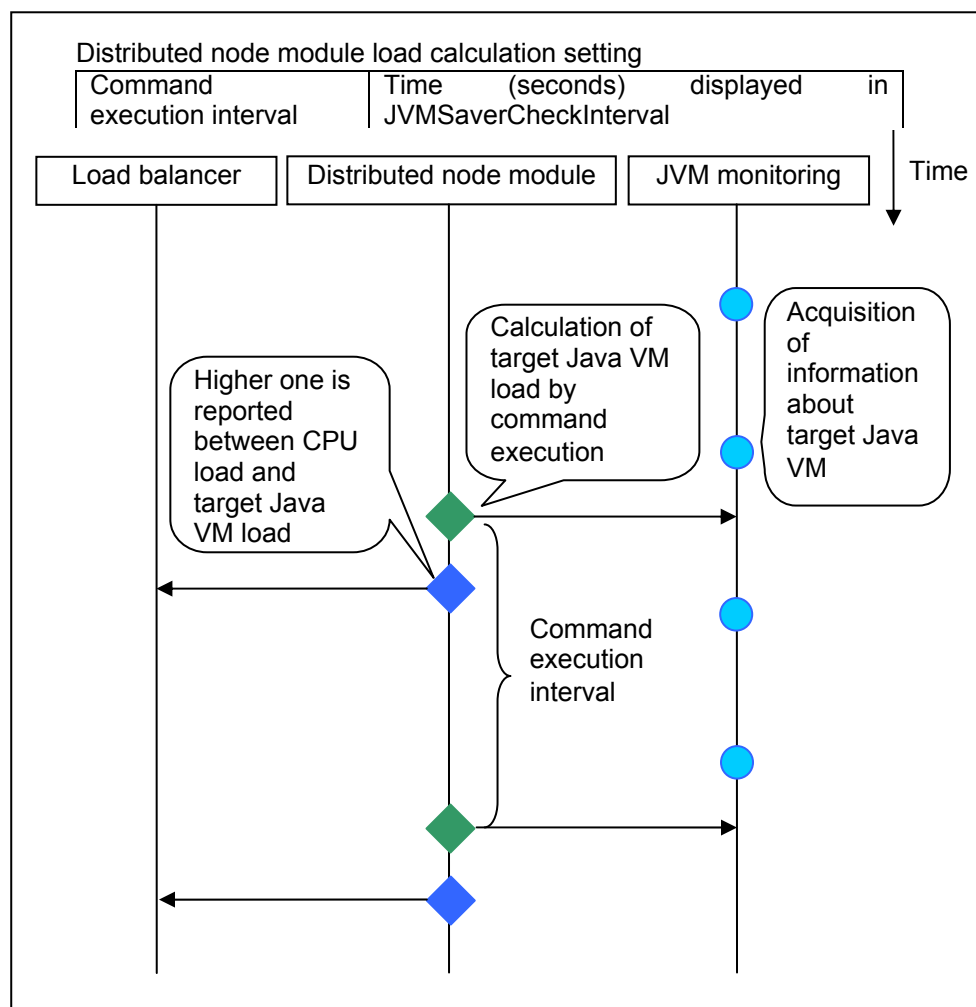 Distributed node module load calculation setting
Command
execution interval
Time (seconds) displayed in
JVMSaverCheckInterval
Time
Load balancer
Distributed node module
JVM monitoring
Acquisition
of
information
about
target Java
VM
Calculation of
target Java VM
load by
command
execution
Higher one is
reported
between CPU
load and
target Java
VM load
Command
execution
interval